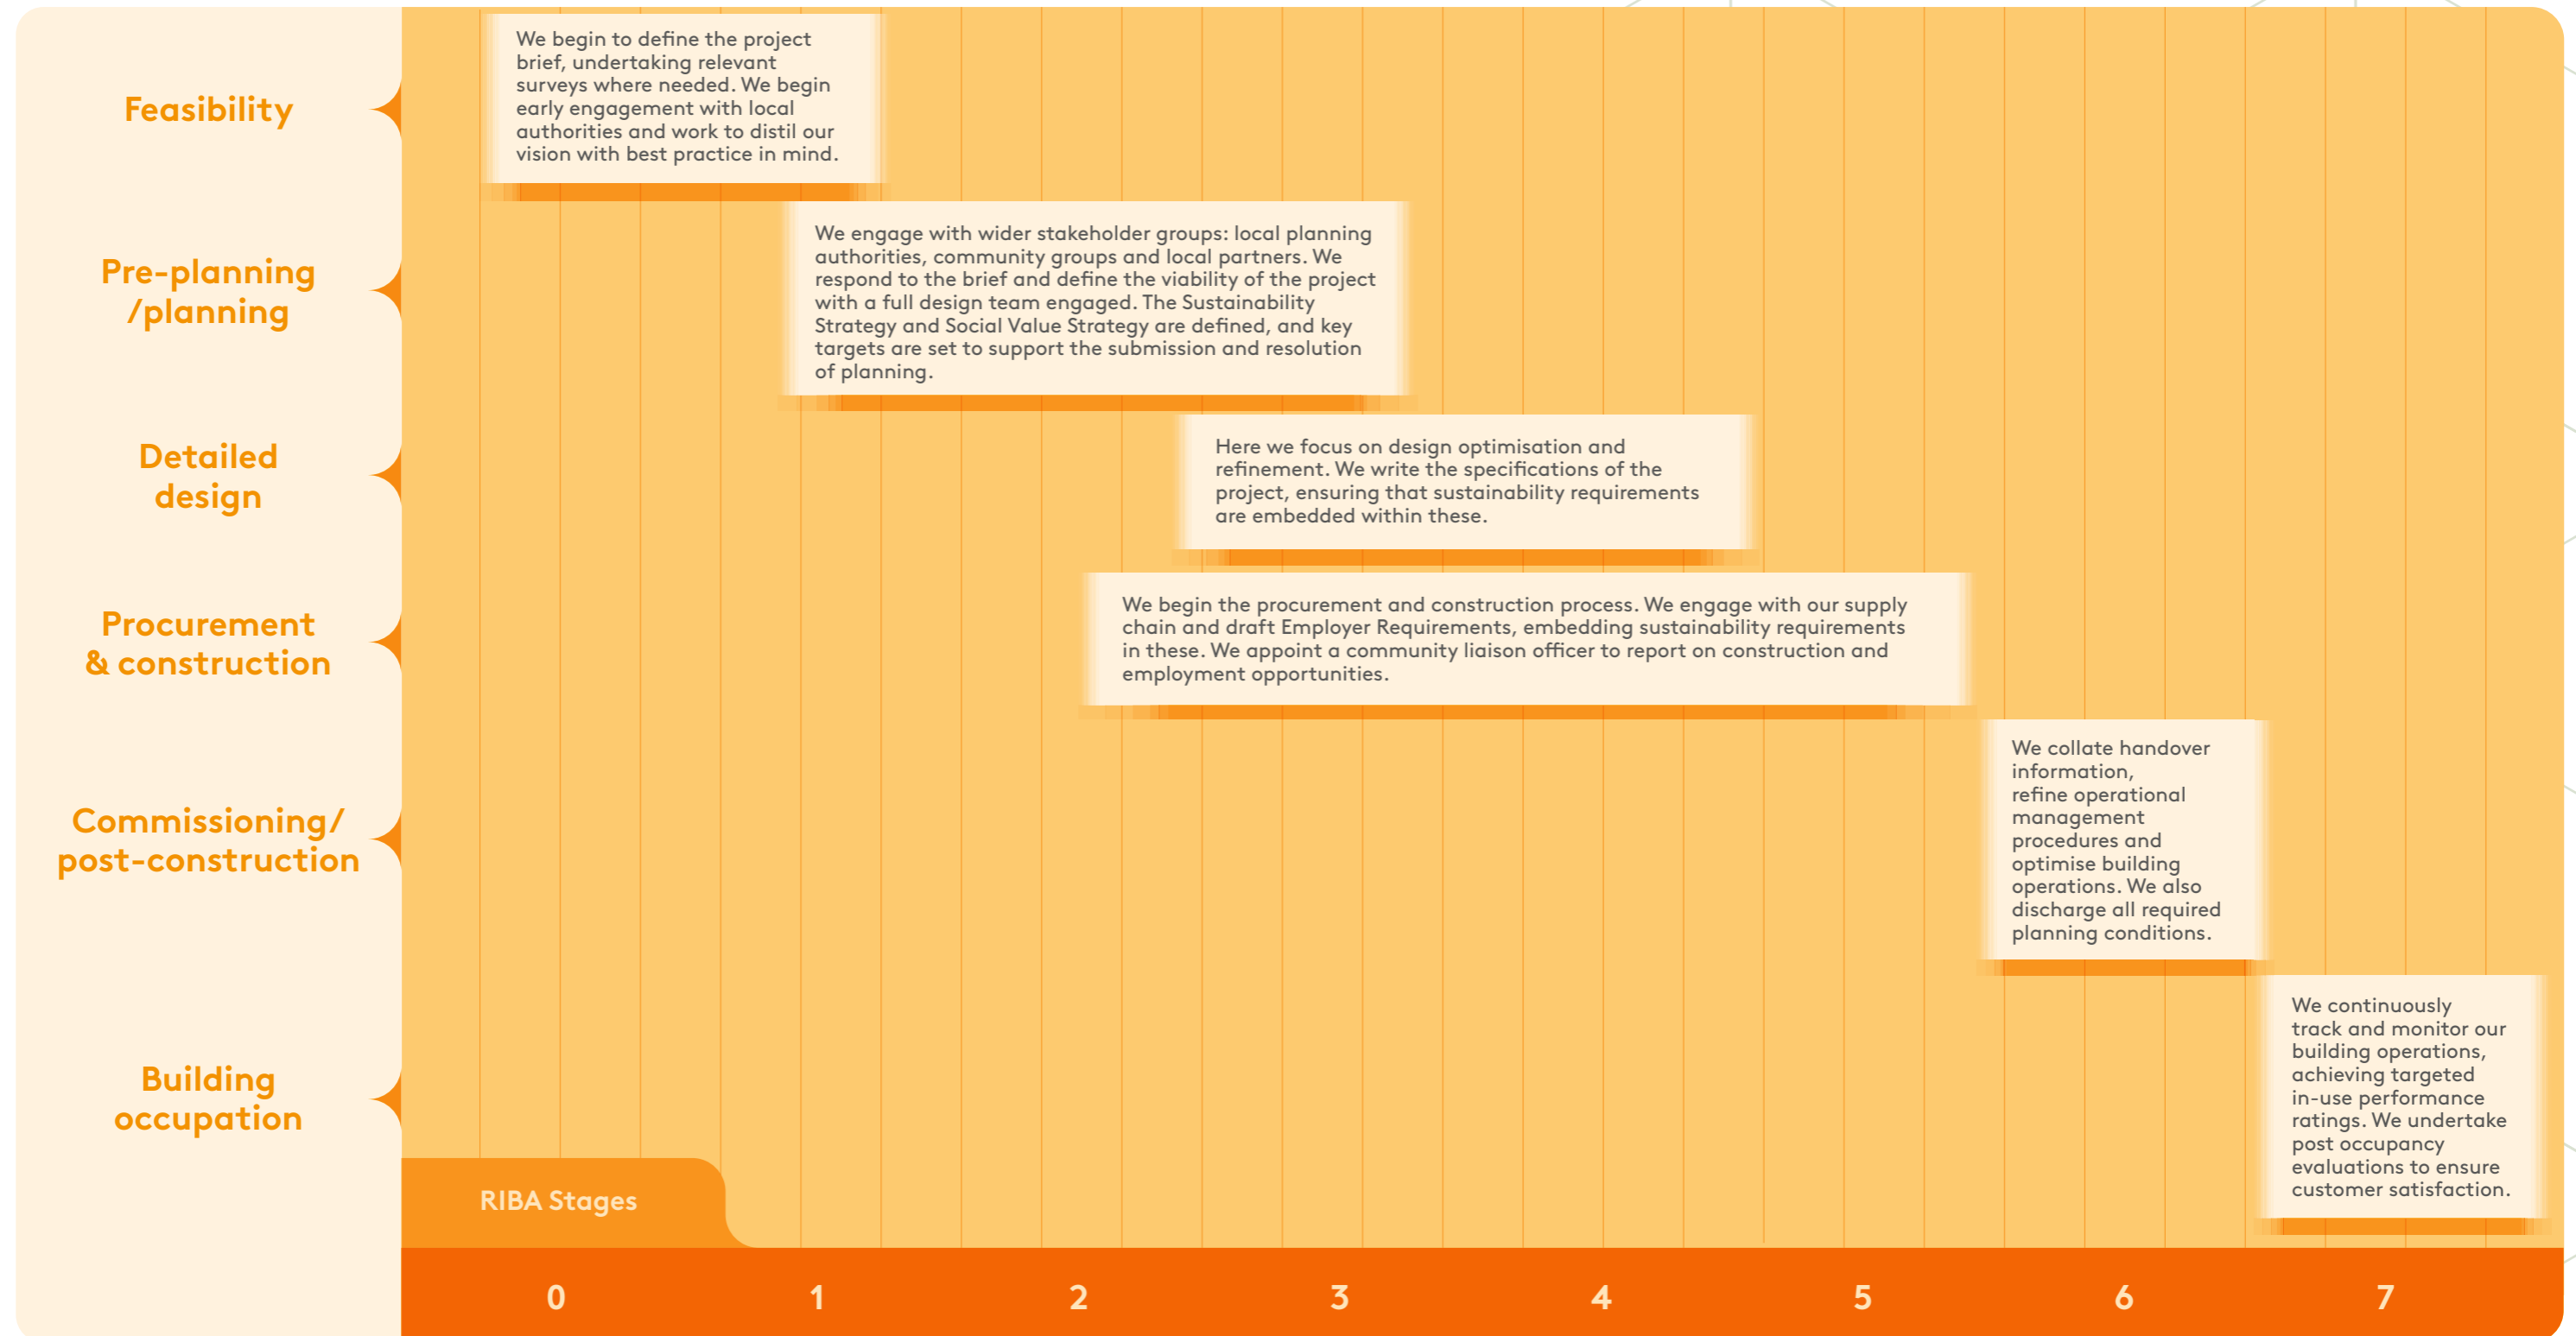 Feasibility
We begin to define the project
brief, undertaking relevant
surveys where needed. We begin
early engagement with local
authorities and work to distil our
vision with best practice in mind.
Pre-planning
/planning
We engage with wider stakeholder groups: local planning
authorities, community groups and local partners. We
respond to the brief and define the viability of the project
with a full design team engaged. The Sustainability
Strategy and Social Value Strategy are defined, and key
targets are set to support the submission and resolution
of planning.
Detailed
design
Here we focus on design optimisation and
refinement. We write the specifications of the
project, ensuring that sustainability requirements
are embedded within these.
Procurement
& construction
We begin the procurement and construction process. We engage with our supply
chain and draft Employer Requirements, embedding sustainability requirements
in these. We appoint a community liaison officer to report on construction and
employment opportunities.
Commissioning/
post-construction
We collate handover
information,
refine operational
management
procedures and
optimise building
operations. We also
discharge all required
planning conditions.
Building
occupation
We continuously
track and monitor our
building operations,
achieving targeted
in-use performance
ratings. We undertake
post occupancy
evaluations to ensure
customer satisfaction.
RIBA Stages
0 1 2 3 4 5 6 7